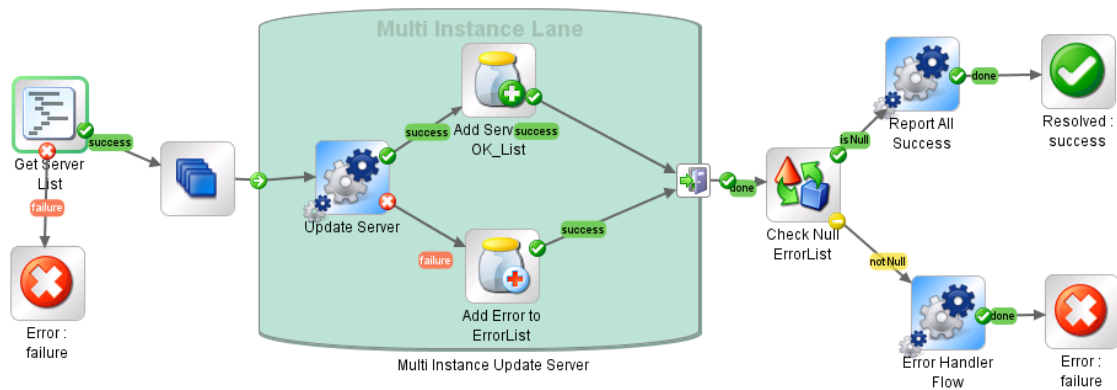 Multi Instance Lane
Get Server
List
success
failure
Error :
failure
Update Server
success
failure
Add Serv
success
OK_List
Add Error to
ErrorList
success
Multi Instance Update Server
done
Check Null
ErrorList
isNull
notNull
Report All
Success
done
Resolved :
success
Error Handler
Flow
done
Error :
failure